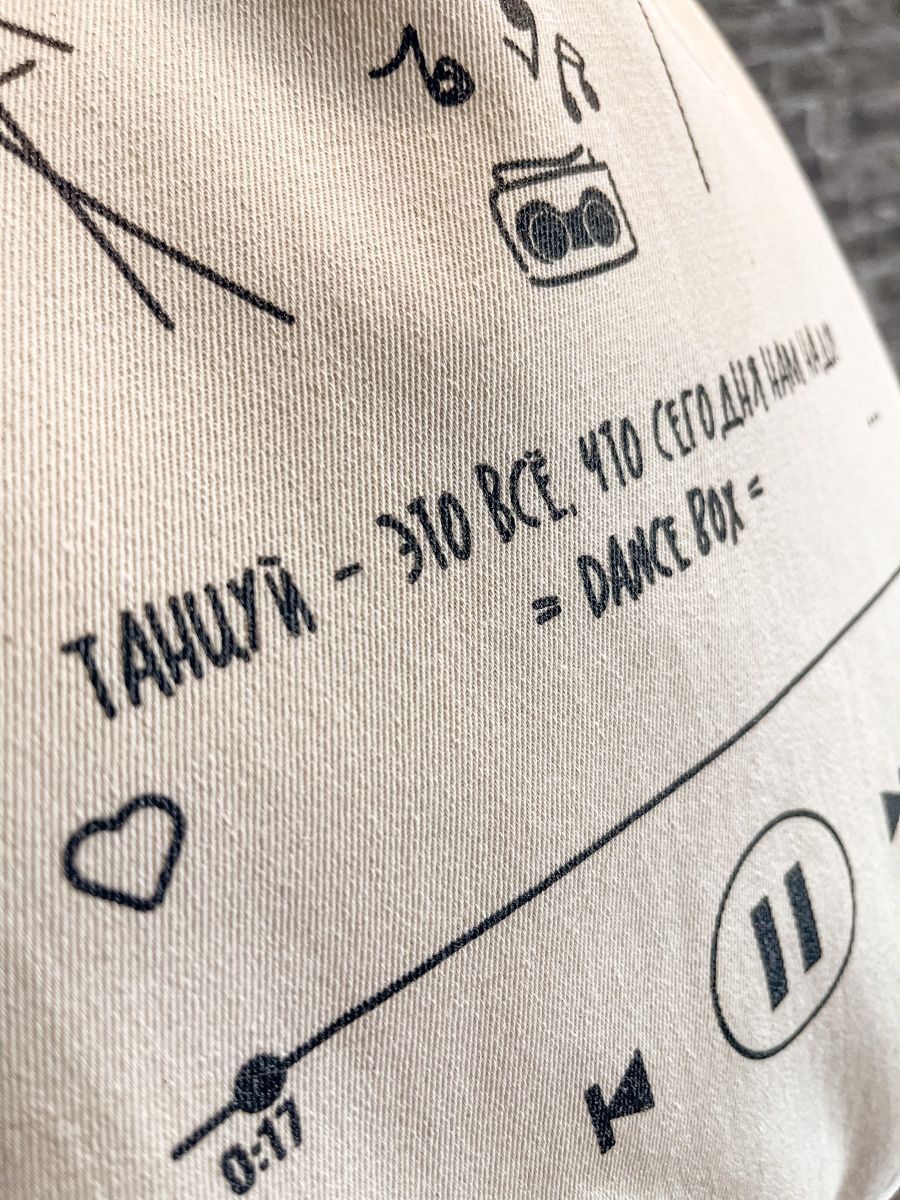 ТАНЦУЙ - ЭТО ВСЁ, ЧТО СЕГОДНЯ НАМ НАДО
= DANCE BOX =
0:17